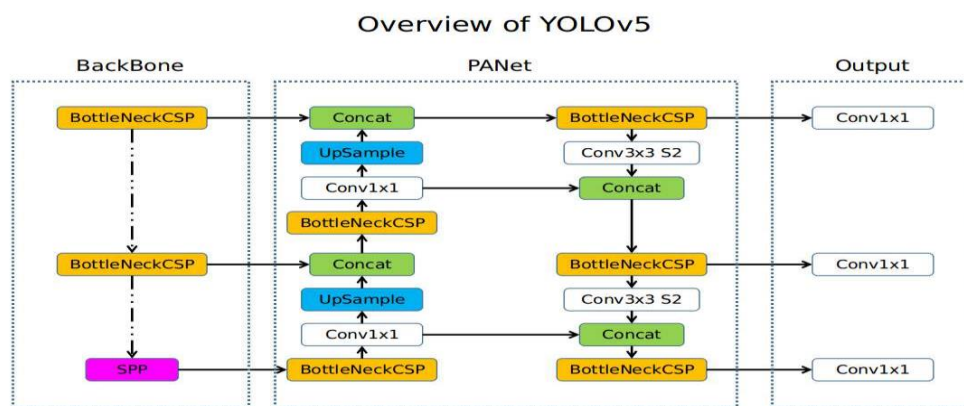 Overview of YOLOv5
BackBone
PANet
Output
BottleNeckCSP
Concat
BottleNeckCSP
Conv1x1
UpSample
Conv3x3 S2
Conv1x1
Concat
BottleNeckCSP
BottleNeckCSP
Concat
BottleNeckCSP
Conv1x1
UpSample
Conv3x3 S2
Conv1x1
Concat
SPP
BottleNeckCSP
BottleNeckCSP
Conv1x1